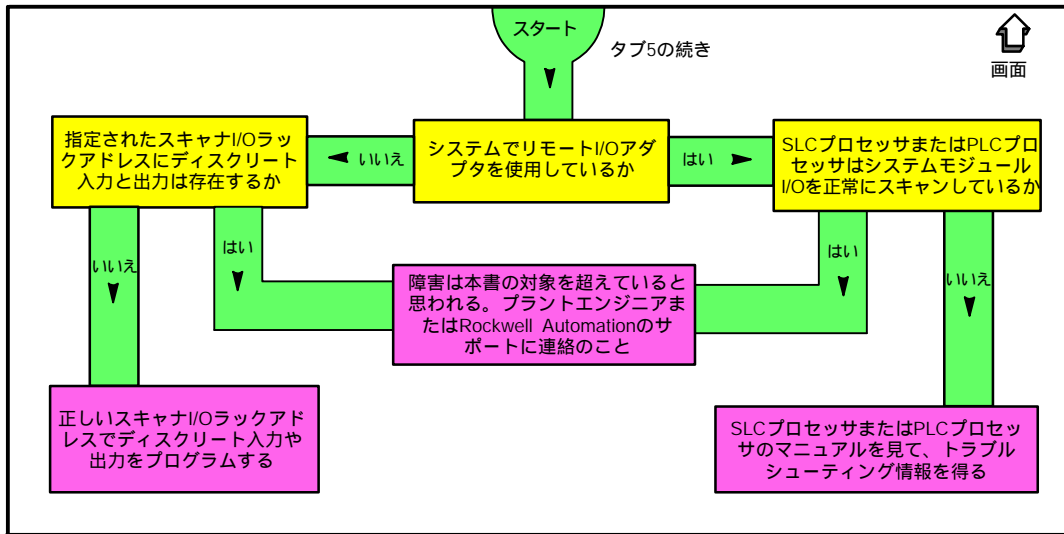 スタート
タブ5の続き
画面
指定されたスキャナI/Oラッ
クアドレスにディスクリート
入力と出力は存在するか
いいえ
システムでリモートI/Oアダ
プタを使用しているか
はい
SLCプロセッサまたはPLCプロ
セッサはシステムモジュール
I/Oを正常にスキャンしているか
いいえ
はい
障害は本書の対象を超えていると
思われる。プラントエンジニアま
たはRockwell Automationのサ
ポートに連絡のこと
はい
いいえ
正しいスキャナI/Oラックアド
レスでディスクリート入力や
出力をプログラムする
SLCプロセッサまたはPLCプロセッ
サのマニュアルを見て、トラブル
シューティング情報を得る